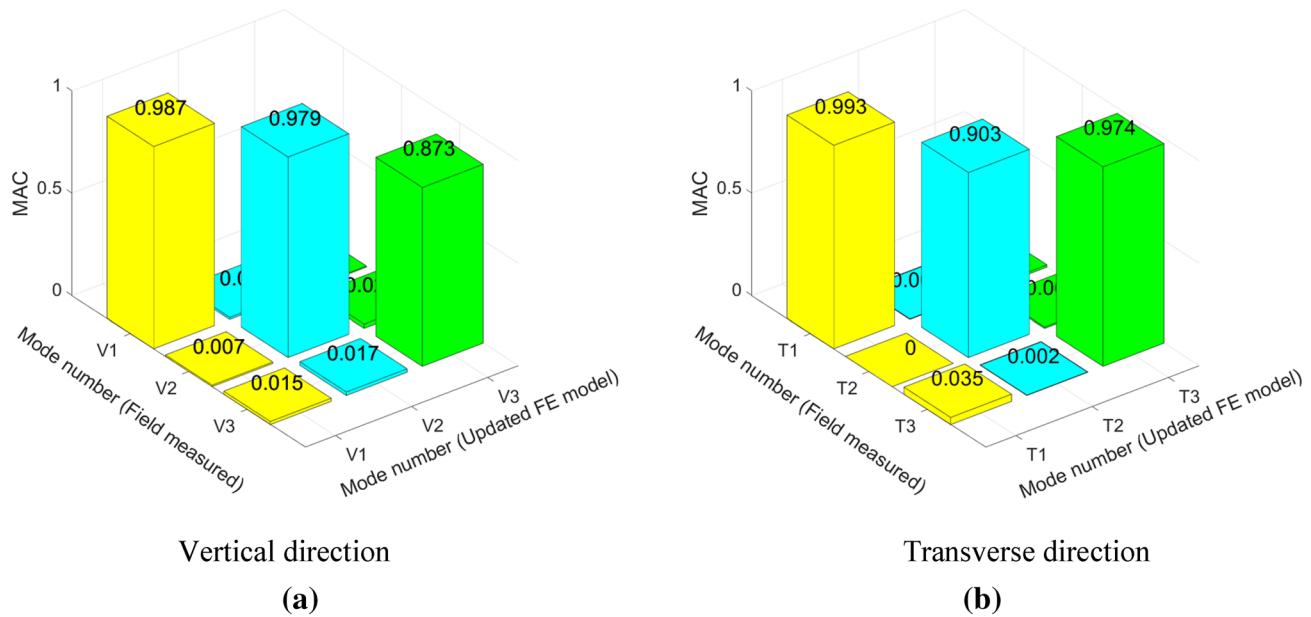 1
0.5
0
MAC
0.987
0.979
0.873
0.007
0.017
0.015
V1
V2
V3
Mode number (Field measured)
V1
V2
V3
Mode number (Updated FE model)
Vertical direction
(a)
1
0.5
0
MAC
0.993
0.903
0.974
0
0.002
0.035
T1
T2
T3
Mode number (Field measured)
T1
T2
T3
Mode number (Updated FE model)
Transverse direction
(b)